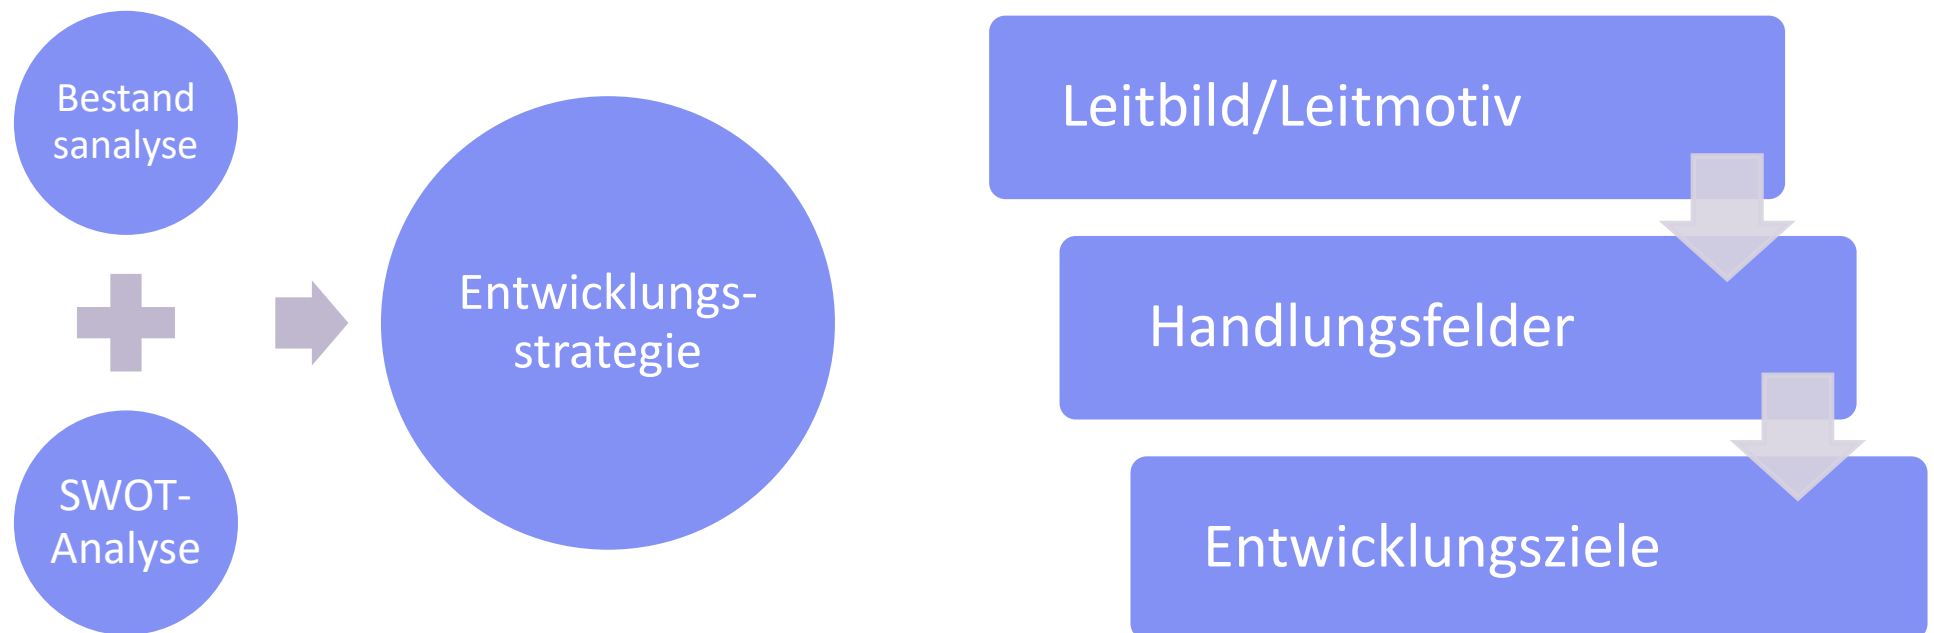 Bestand
sanalyse
SWOT-
Analyse
Entwicklungs-
strategie
Leitbild/Leitmotiv
Handlungsfelder
Entwicklungsziele